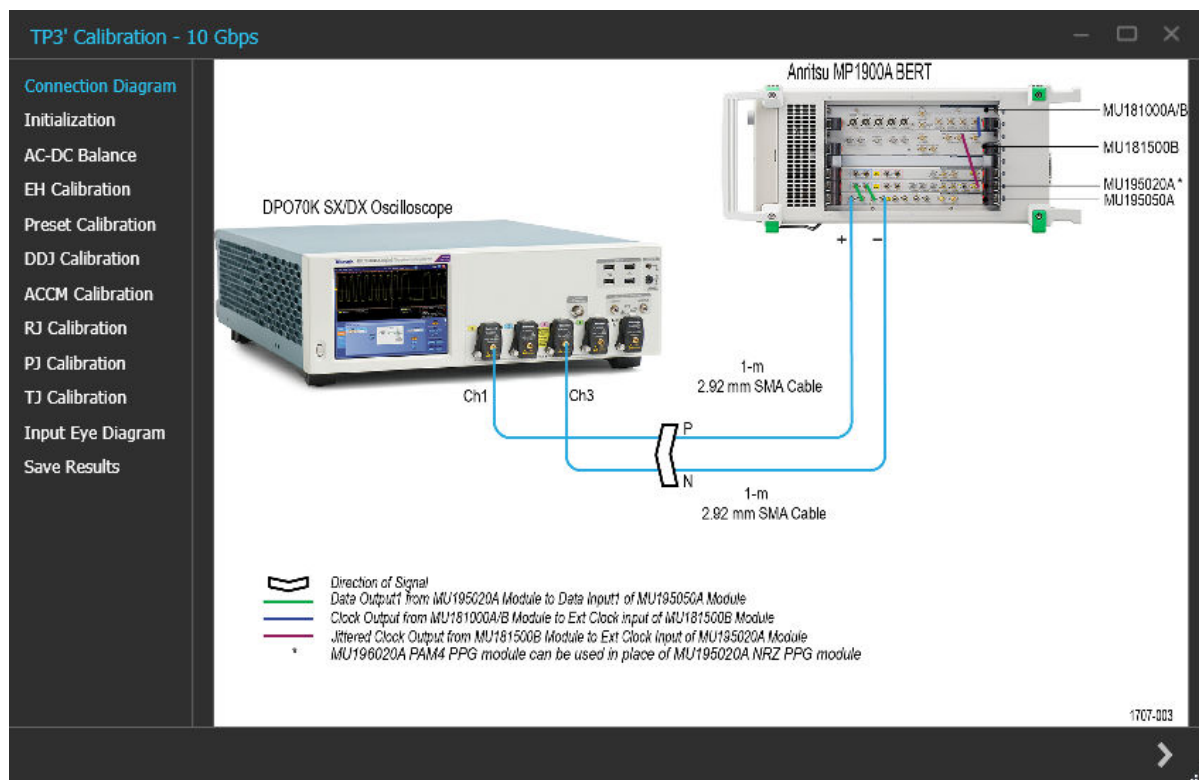 TP3' Calibration - 10 Gbps
Connection Diagram
Initialization
AC-DC Balance
EH Calibration
Preset Calibration
DDJ Calibration
ACCM Calibration
RJ Calibration
PJ Calibration
TJ Calibration
Input Eye Diagram
Save Results
Anritsu MP1900A BERT
MU181000A/B
MU181500B
MU195020A*
MU195050A
DPO70K SX/DX Oscilloscope
+ –
1-m
2.92 mm SMA Cable
Ch1
Ch3
P
N
1-m
2.92 mm SMA Cable
Direction of Signal
Data Output1 from MU195020A Module to Data Input1 of MU195050A Module
Clock Output from MU181000A/B Module to Ext Clock input of MU181500B Module
Jittered Clock Output from MU181500B Module to Ext Clock Input of MU195020A Module
* MU196020A PAM4 PPG module can be used in place of MU195020A NRZ PPG module
1707-003